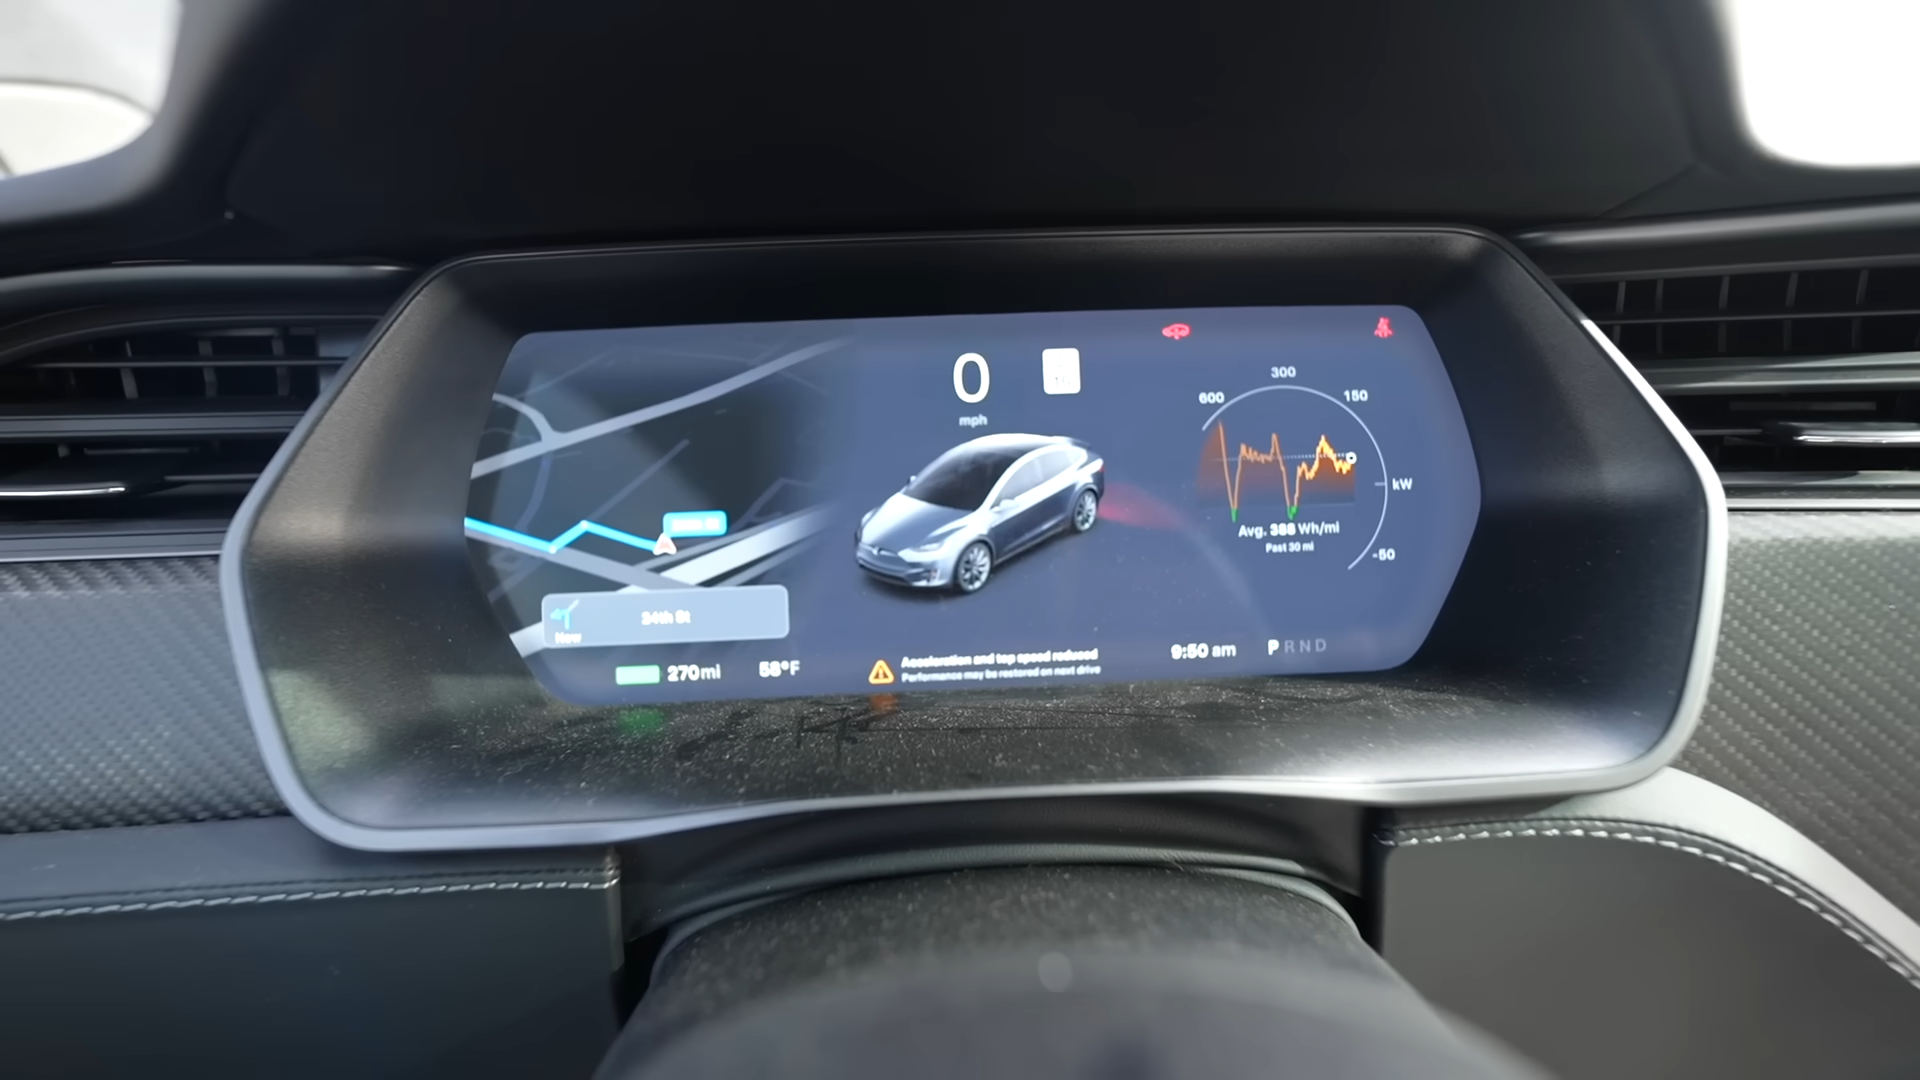 0
mph
600
300
150
kW
-50
Avg. 388 Wh/mi
Past 30 mi
24th St
Now
270mi
58°F
Acceleration and top speed reduced
Performance may be restored on next drive
9:50 am
P R N D